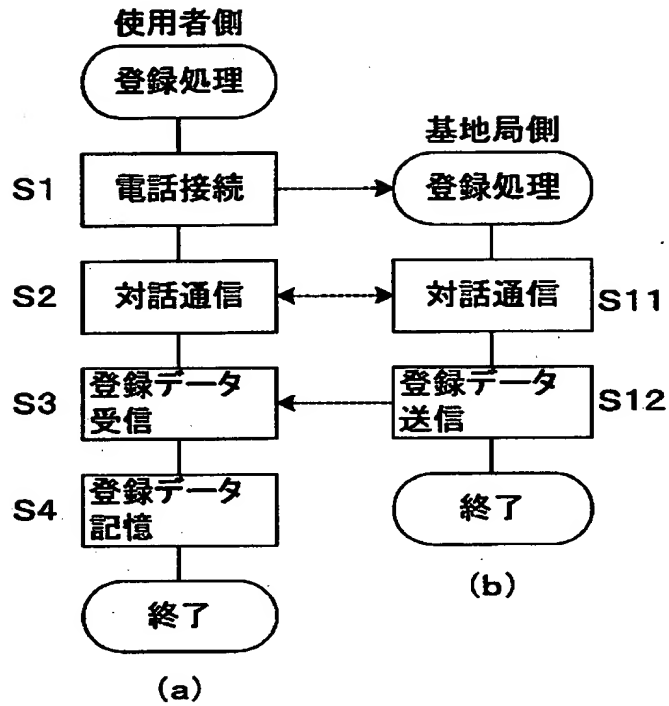 使用者側
登録処理
S1
電話接続
S2
対話通信
S3
登録データ
受信
S4
登録データ
記憶
終了
(a)
基地局側
登録処理
対話通信
S11
登録データ
送信
S12
終了
(b)